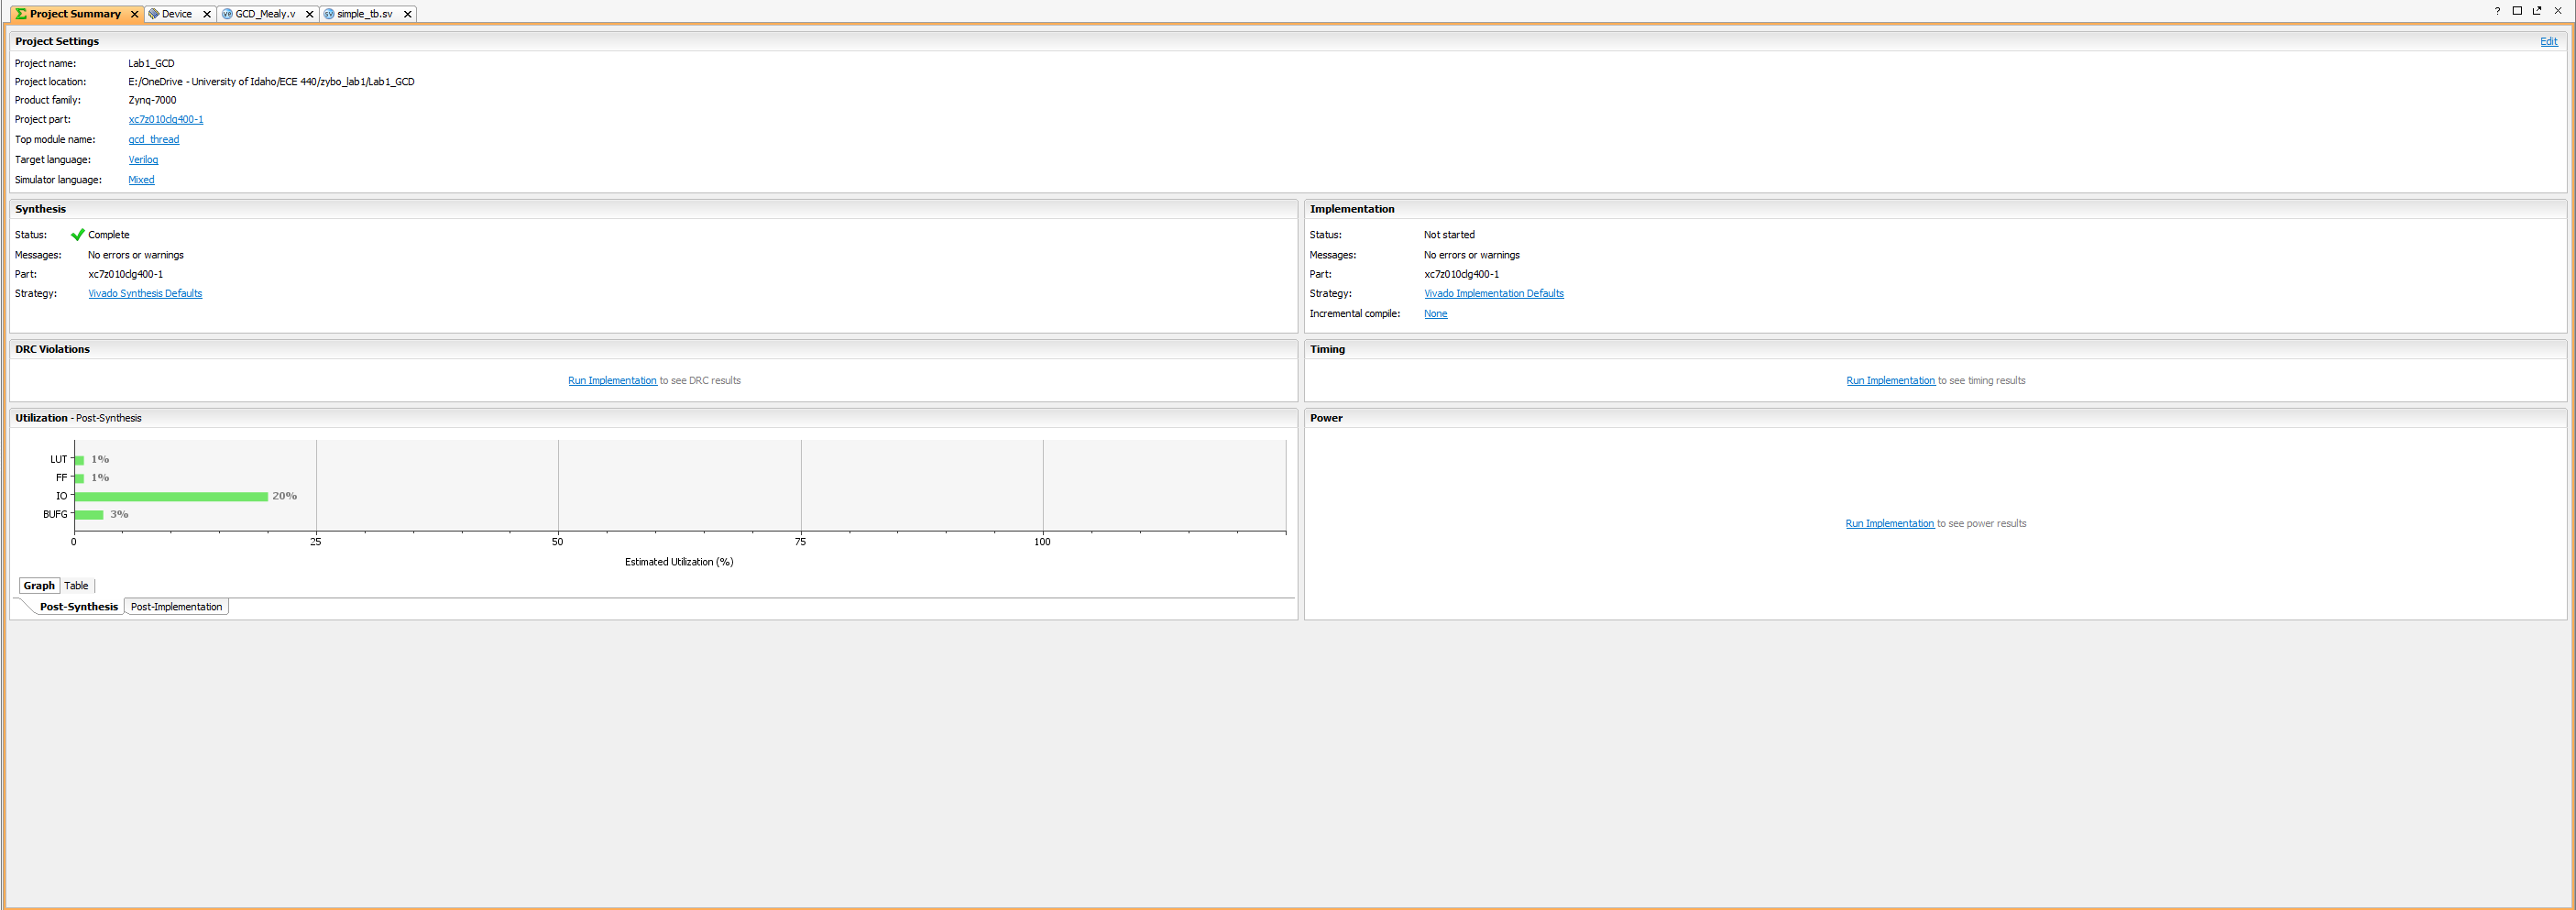 Project Summary Device GCD_Mealy.v simple_tb.sv ?
Project Settings Edit
Project name: Lab1_GCD
Project location: E:/OneDrive - University of Idaho/ECE 440/zybo_lab1/Lab1_GCD
Product family: Zynq-7000
Project part: xc7z010clg400-1
Top module name: gcd_thread
Target language: Verilog
Simulator language: Mixed
Synthesis
Status: Complete
Messages: No errors or warnings
Part: xc7z010clg400-1
Strategy: Vivado Synthesis Defaults
Implementation
Status: Not started
Messages: No errors or warnings
Part: xc7z010clg400-1
Strategy: Vivado Implementation Defaults
Incremental compile: None
DRC Violations
Run Implementation to see DRC results
Timing
Run Implementation to see timing results
Utilization - Post-Synthesis
LUT 1%
FF 1%
IO 20%
BUFG 3%
0 25 50 75 100
Estimated Utilization (%)
Graph Table
Post-Synthesis Post-Implementation
Power
Run Implementation to see power results